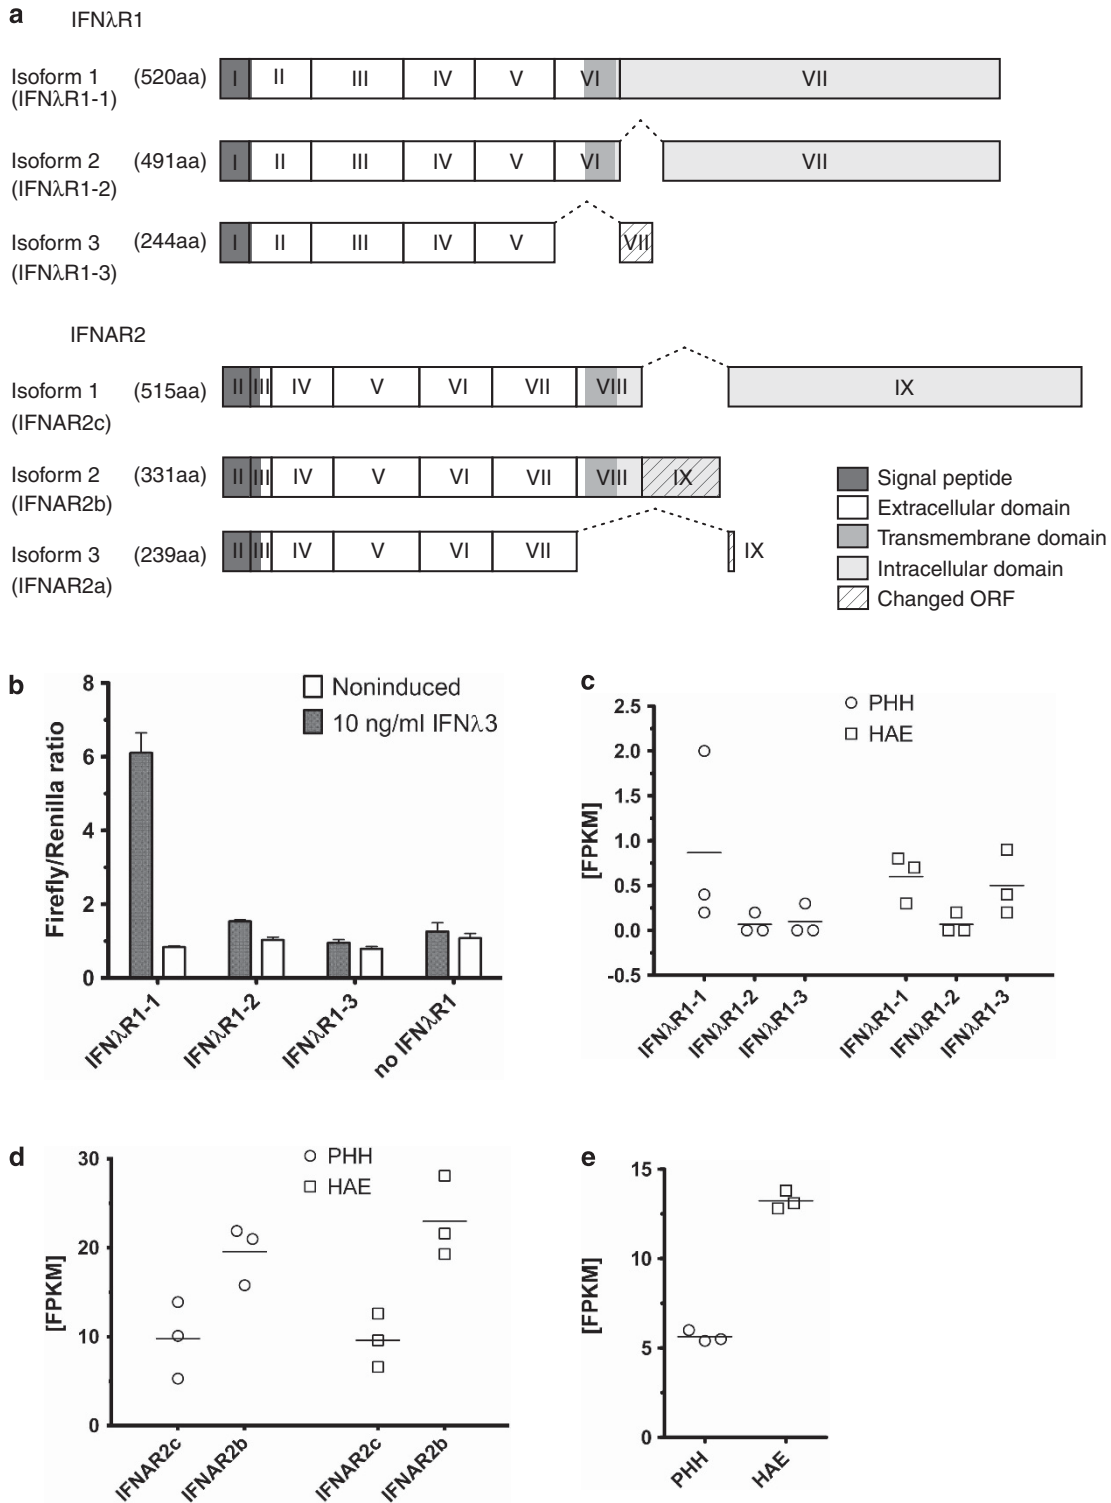 a
IFNλR1
Isoform 1 (520aa) I II III IV V VI VII
(IFNλR1-1)
Isoform 2 (491aa) I II III IV V VI VII
(IFNλR1-2)
Isoform 3 (244aa) I II III IV V VII
(IFNλR1-3)
IFNAR2
Isoform 1 (515aa) II III IV V VI VII VIII IX
(IFNAR2c)
Isoform 2 (331aa) II III IV V VI VII VIII IX
(IFNAR2b)
Isoform 3 (239aa) II III IV V VI VII IX
(IFNAR2a)
Signal peptide
Extracellular domain
Transmembrane domain
Intracellular domain
Changed ORF
b
Noninduced
10 ng/ml IFNλ3
Firefly/Renilla ratio
8
6
4
2
0
IFNλR1-1
IFNλR1-2
IFNλR1-3
no IFNλR1
c
PHH
HAE
[FPKM]
2.5
2.0
1.5
1.0
0.5
0.0
-0.5
IFNλR1-1
IFNλR1-2
IFNλR1-3
IFNλR1-1
IFNλR1-2
IFNλR1-3
d
PHH
HAE
[FPKM]
30
20
10
0
IFNAR2c
IFNAR2b
IFNAR2c
IFNAR2b
e
[FPKM]
15
10
5
0
PHH
HAE